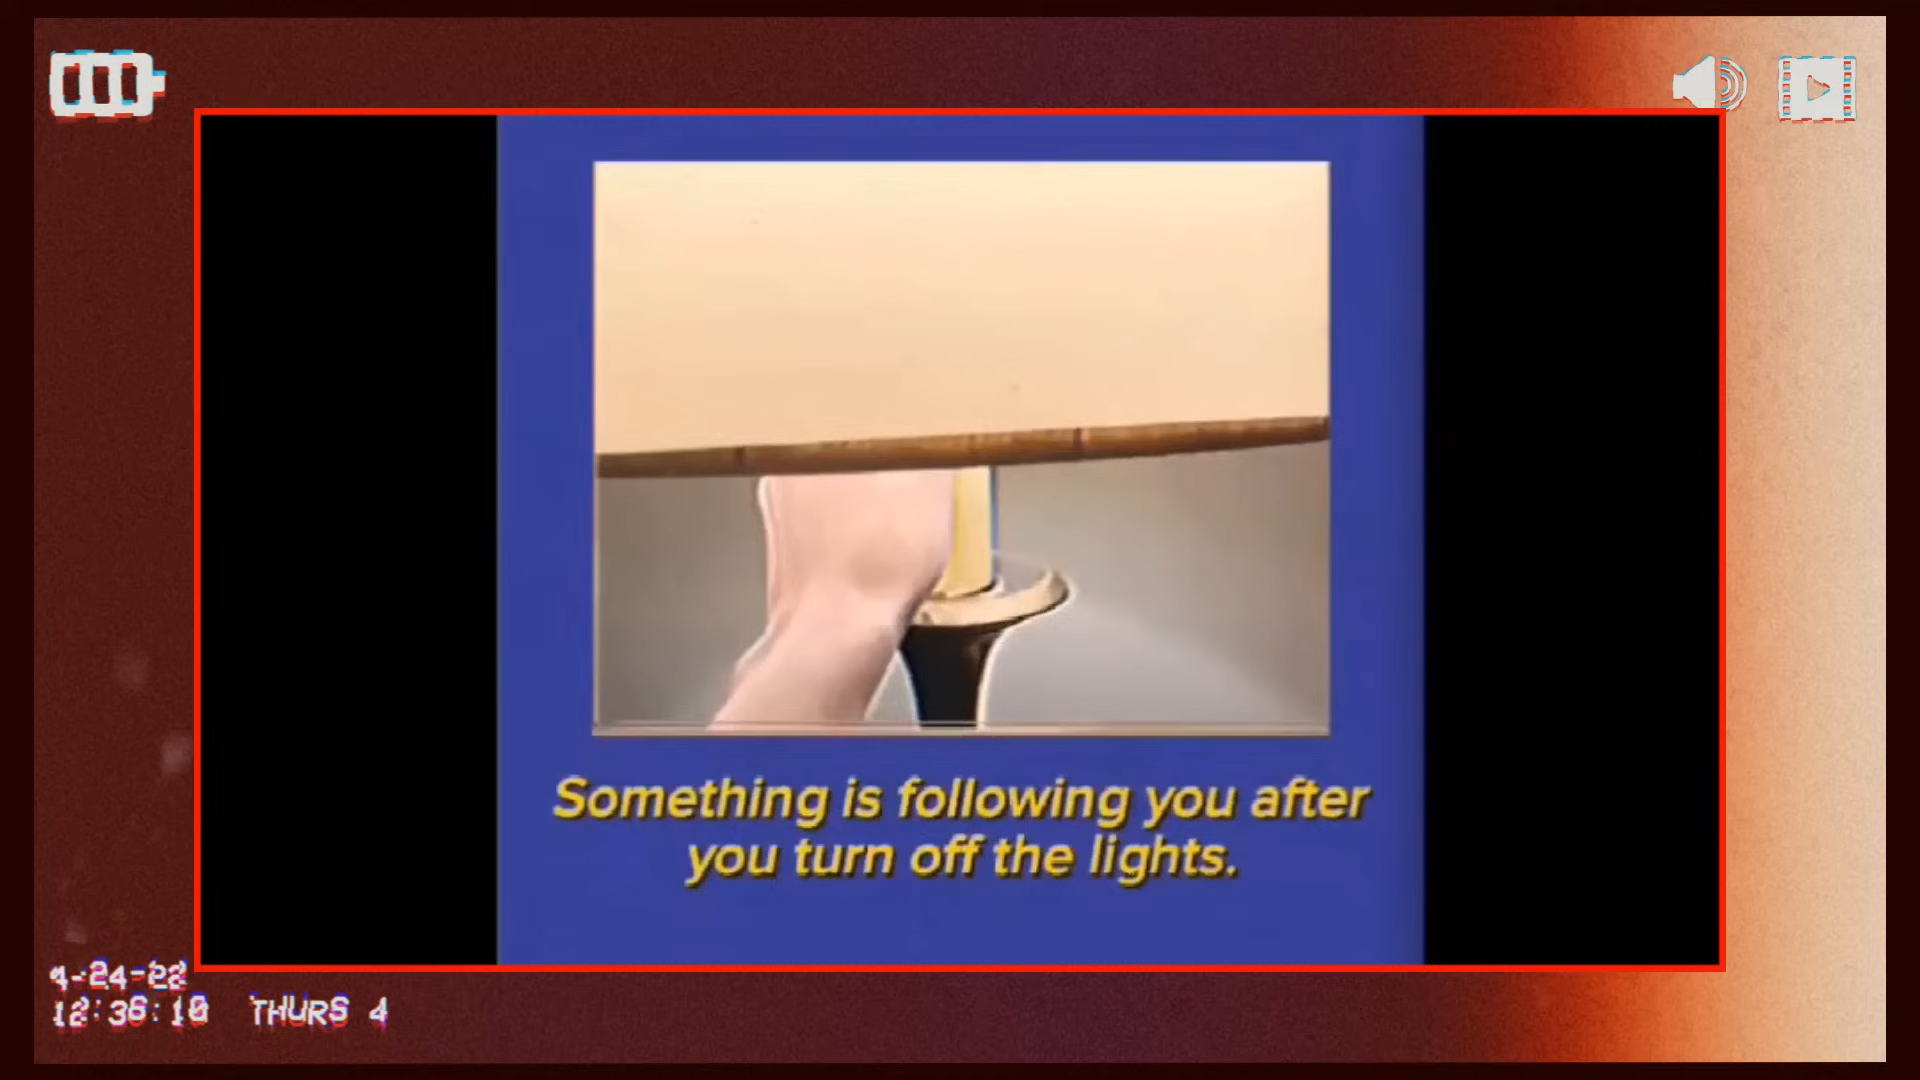 Something is following you after
you turn off the lights.
4-24-22
12:36:10 THURS 4